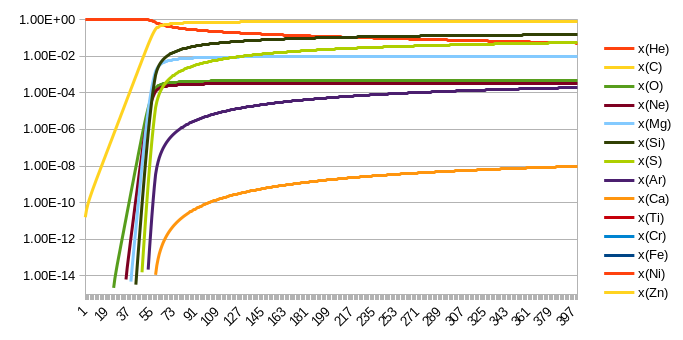 1.00E+00
1.00E-02
1.00E-04
1.00E-06
1.00E-08
1.00E-10
1.00E-12
1.00E-14
1 19 37 55 73 91 109 127 145 163 181 199 217 235 253 271 289 307 325 343 361 379 397
x(He)
x(C)
x(O)
x(Ne)
x(Mg)
x(Si)
x(S)
x(Ar)
x(Ca)
x(Ti)
x(Cr)
x(Fe)
x(Ni)
x(Zn)